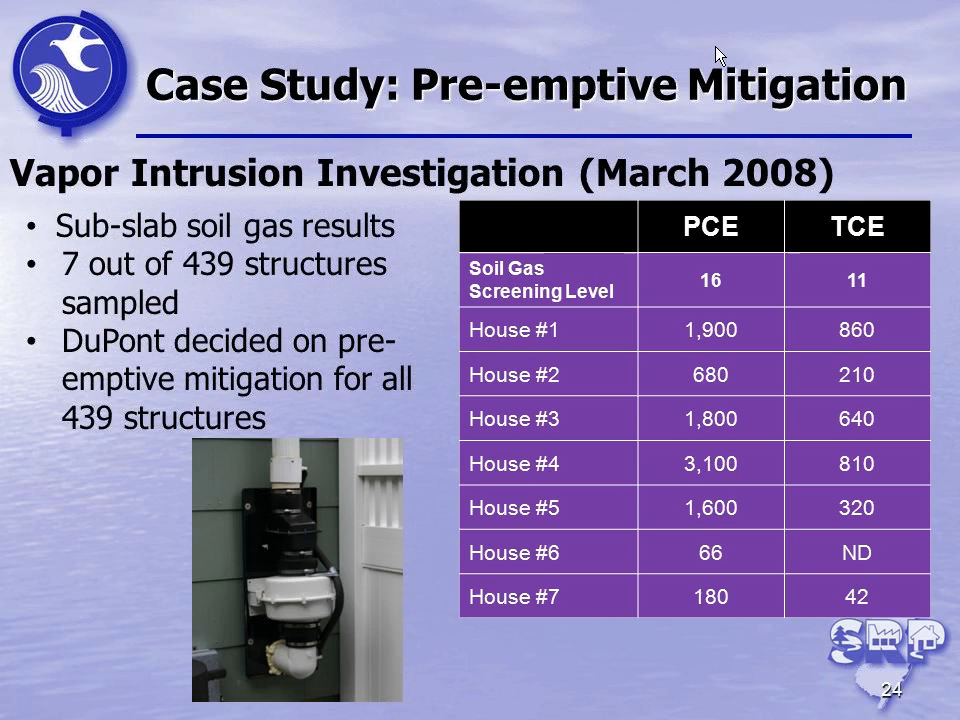 Case Study: Pre-emptive Mitigation
Vapor Intrusion Investigation (March 2008)
• Sub-slab soil gas results
• 7 out of 439 structures
sampled
• DuPont decided on pre-
emptive mitigation for all
439 structures
PCE TCE
Soil Gas
Screening Level 16 11
House #1 1,900 860
House #2 680 210
House #3 1,800 640
House #4 3,100 810
House #5 1,600 320
House #6 66 ND
House #7 180 42
SRP
24